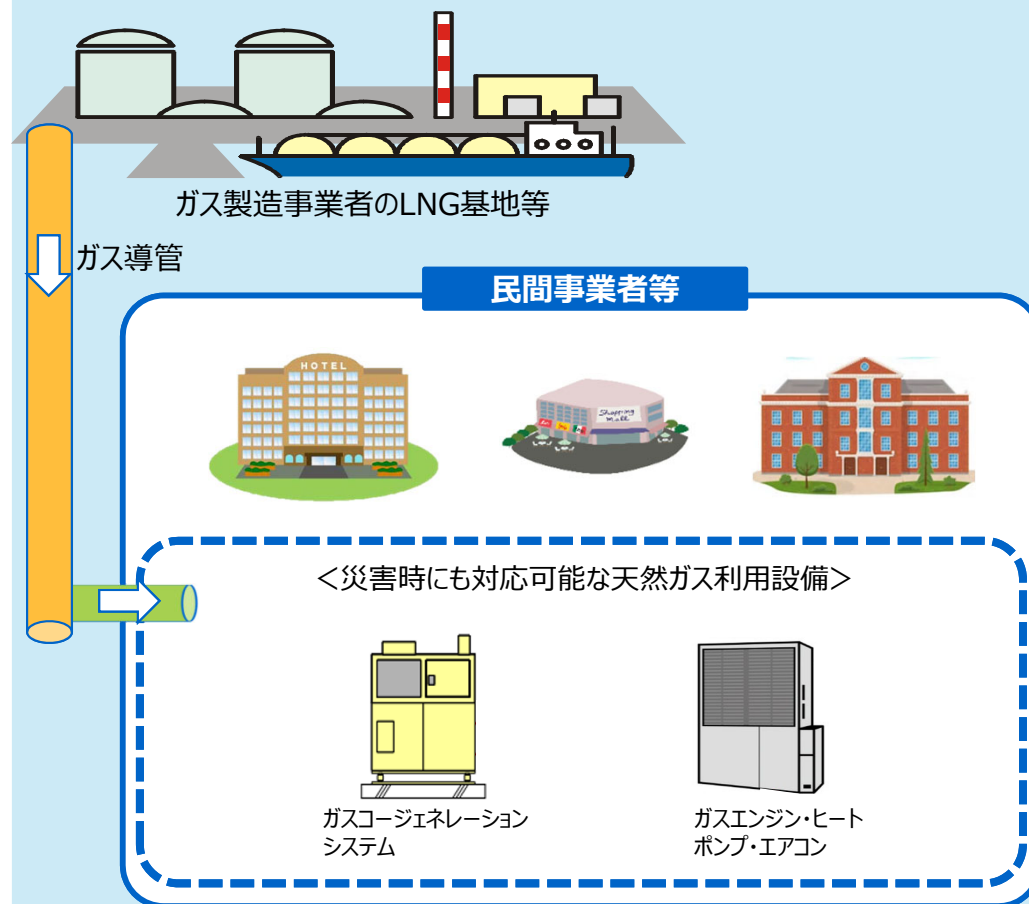 ガス製造事業者のLNG基地等
ガス導管
民間事業者等
HOTEL
Shopping
Mall
＜災害時にも対応可能な天然ガス利用設備＞
ガスコージェネレーション
システム
ガスエンジン・ヒート
ポンプ・エアコン